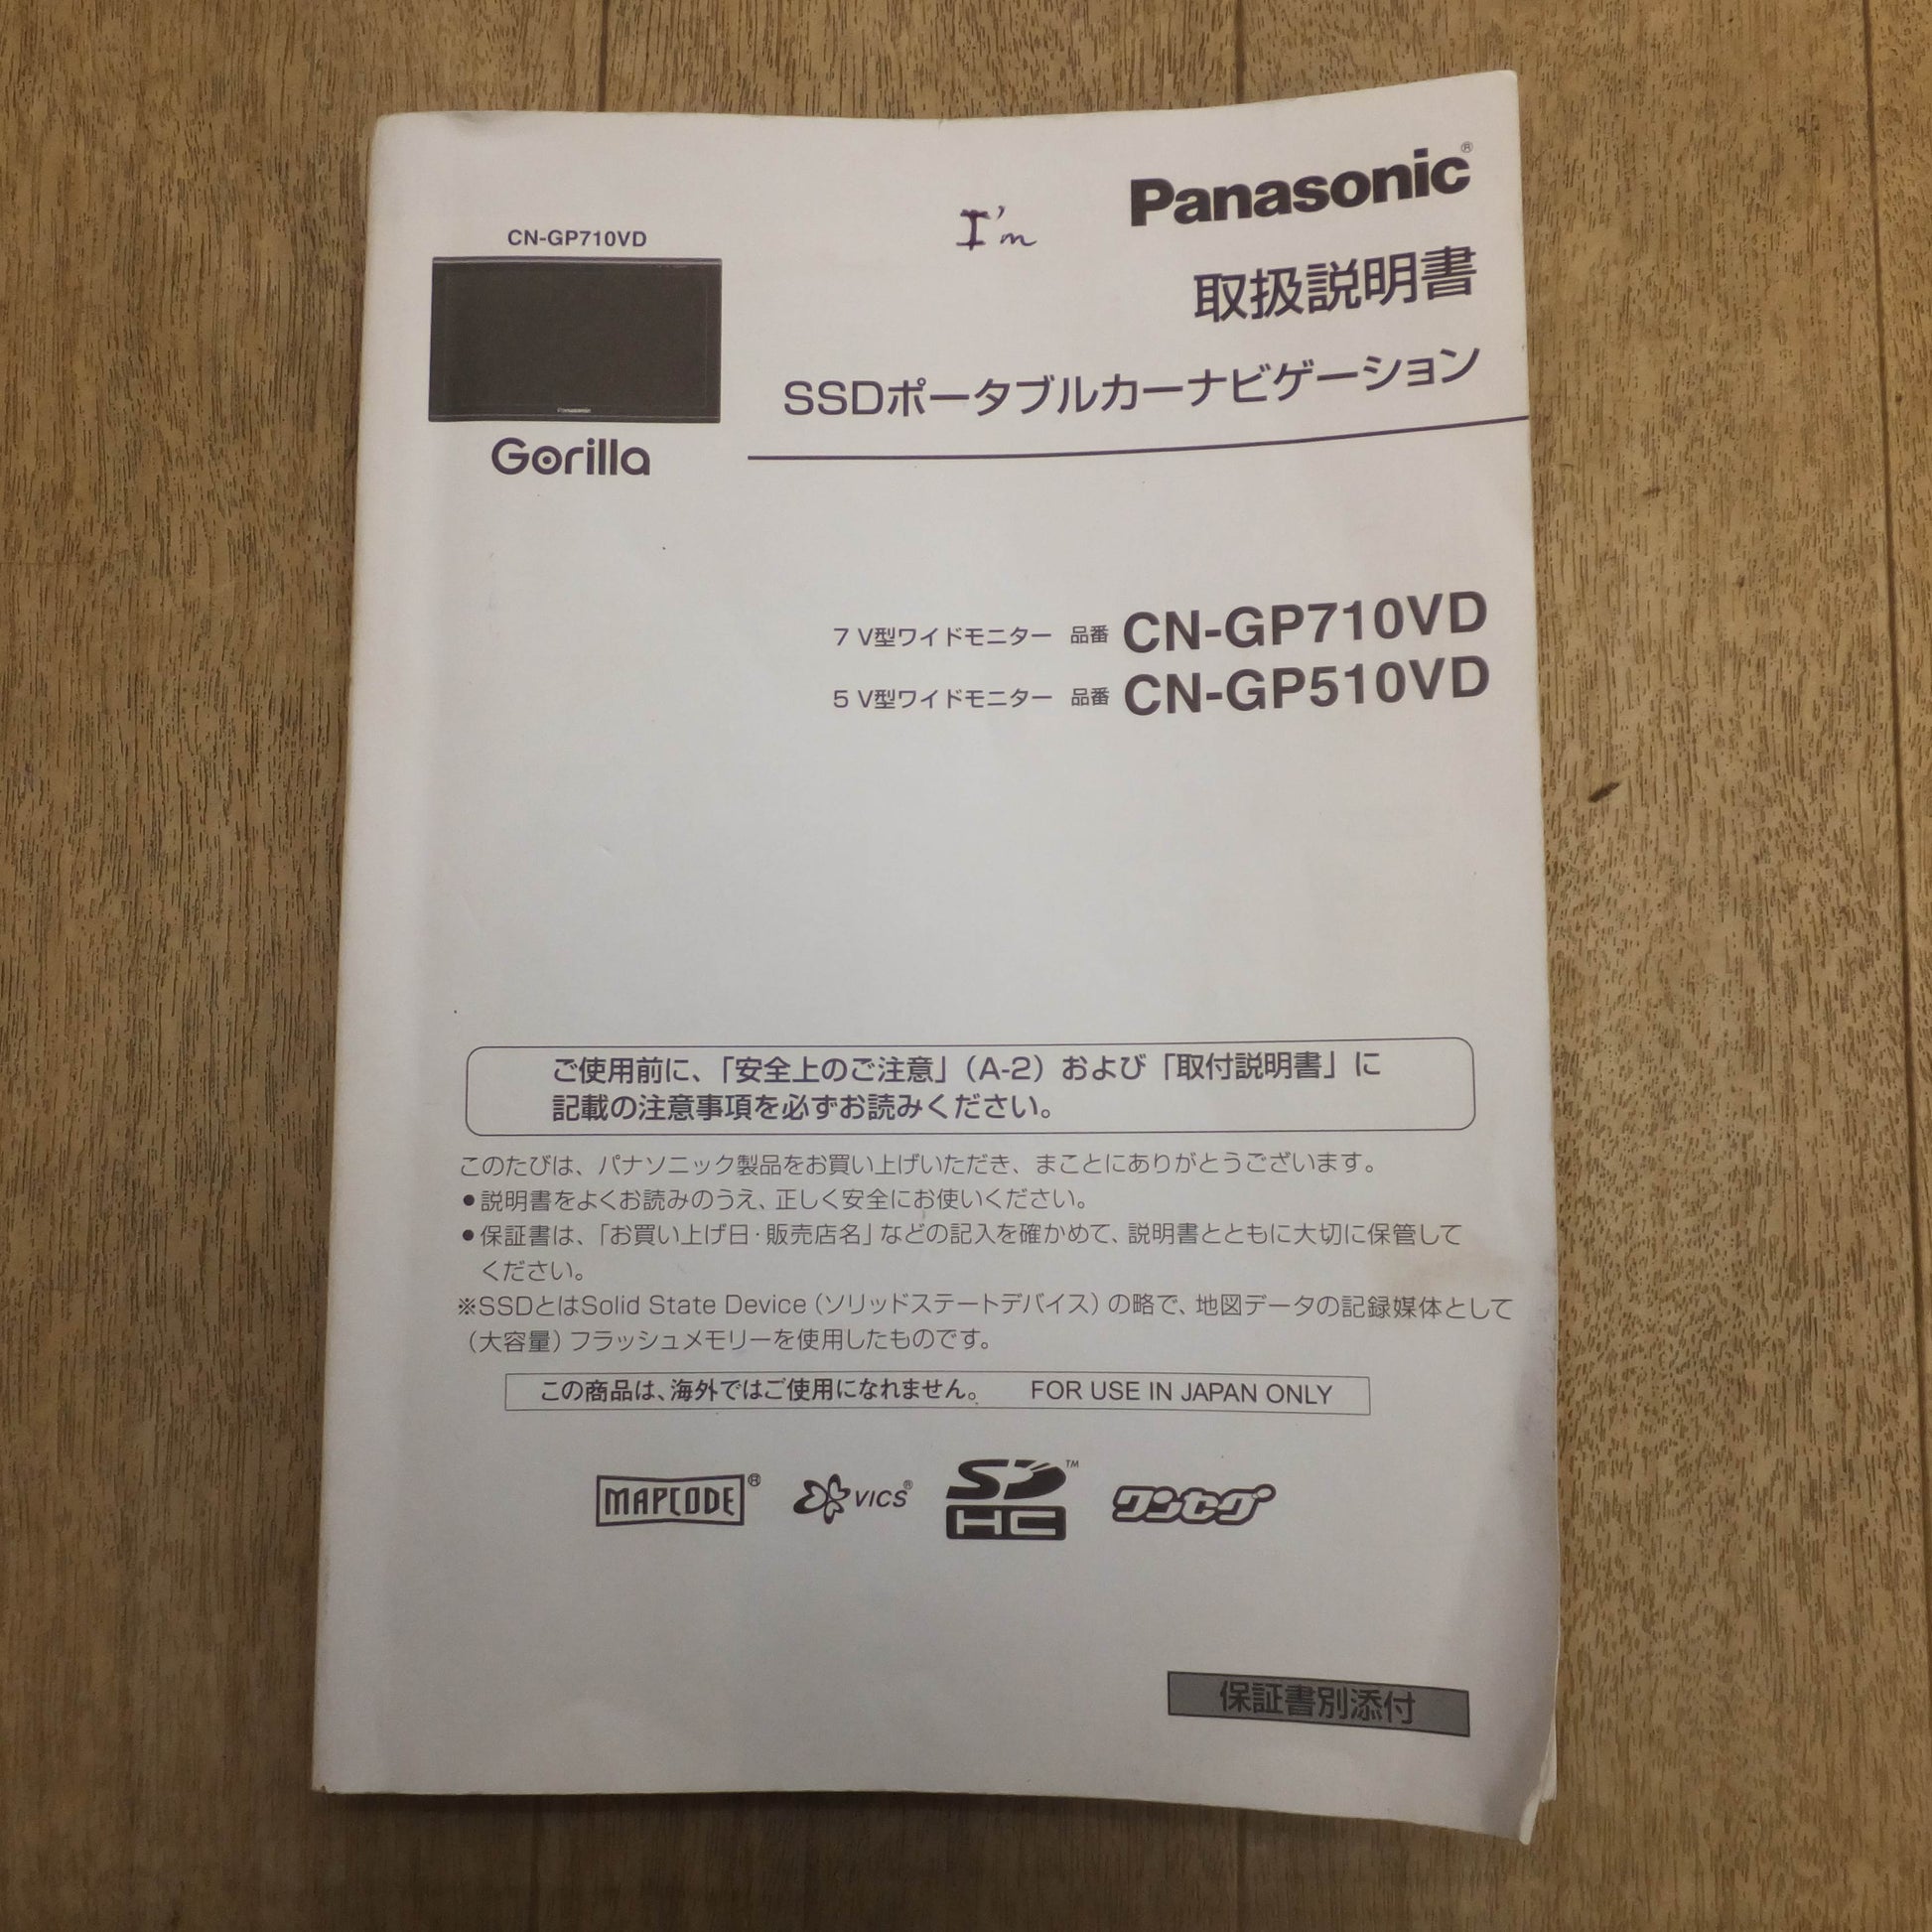 Panasonic®
I'm
CN-GP710VD
取扱説明書
Panasonic
SSDポータブルカーナビゲーション
Gorilla
7 V型ワイドモニター 品番 CN-GP710VD
5 V型ワイドモニター 品番 CN-GP510VD
ご使用前に、「安全上のご注意」(A-2)および「取付説明書」に
記載の注意事項を必ずお読みください。
このたびは、パナソニック製品をお買い上げいただき、まことにありがとうございます。
●説明書をよくお読みのうえ、正しく安全にお使いください。
●保証書は、「お買い上げ日・販売店名」などの記入を確かめて、説明書とともに大切に保管して
ください。
※SSDとはSolid State Device(ソリッドステートデバイス)の略で、地図データの記録媒体として
(大容量)フラッシュメモリーを使用したものです。
この商品は、海外ではご使用になれません。 FOR USE IN JAPAN ONLY
MAPCODE® VICS® SD HC™ ワンセグ
保証書別添付